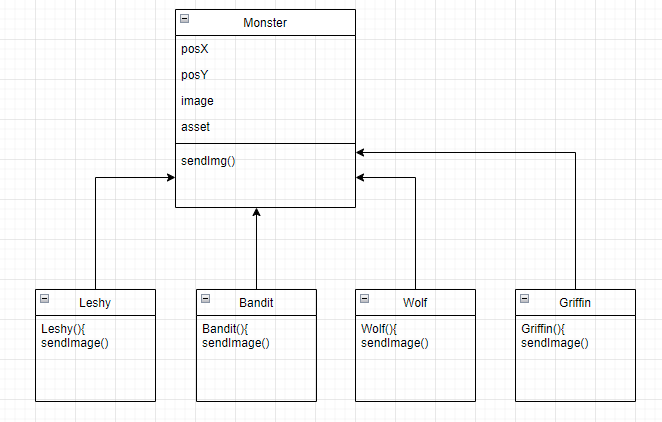 Monster
posX
posY
image
asset
sendImg()
Leshy
Leshy(){
sendImage()
Bandit
Bandit(){
sendImage()
Wolf
Wolf(){
sendImage()
Griffin
Griffin(){
sendImage()